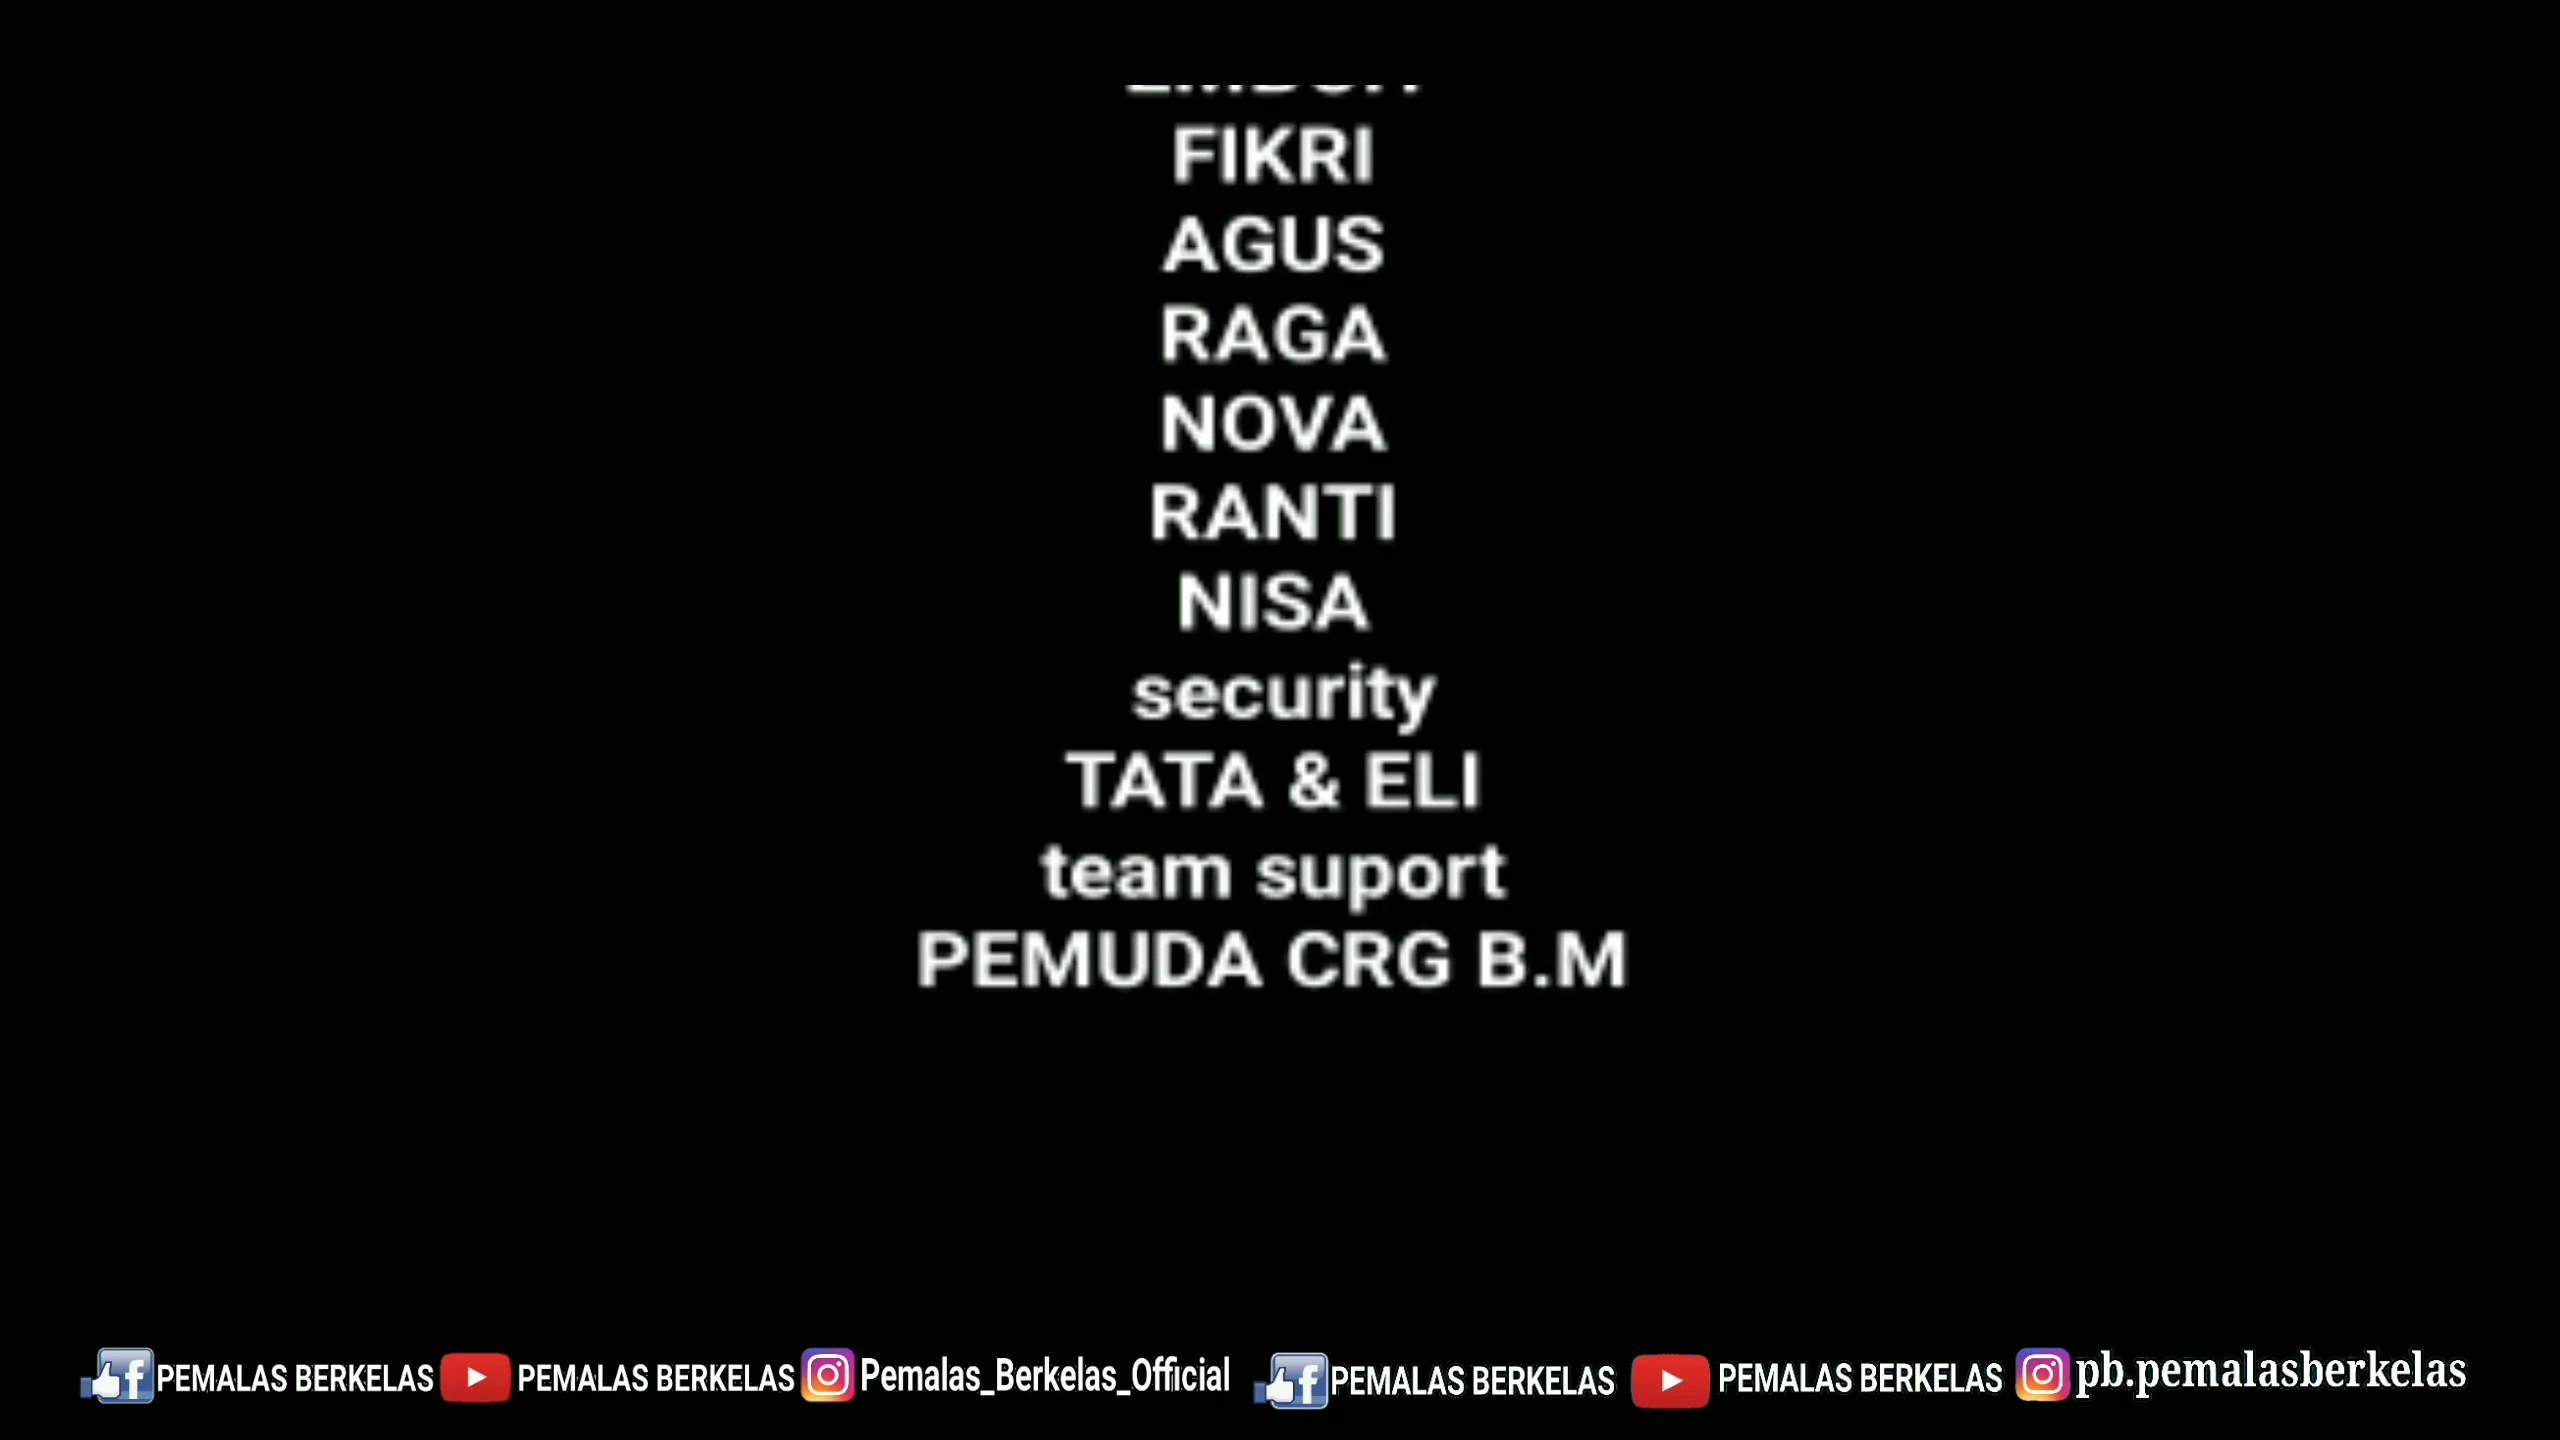 FIKRI
AGUS
RAGA
NOVA
RANTI
NISA
security
TATA & ELI
team suport
PEMUDA CRG B.M
PEMALAS BERKELAS PEMALAS BERKELAS Pemalas_Berkelas_Official PEMALAS BERKELAS PEMALAS BERKELAS pb.pemalasberkelas